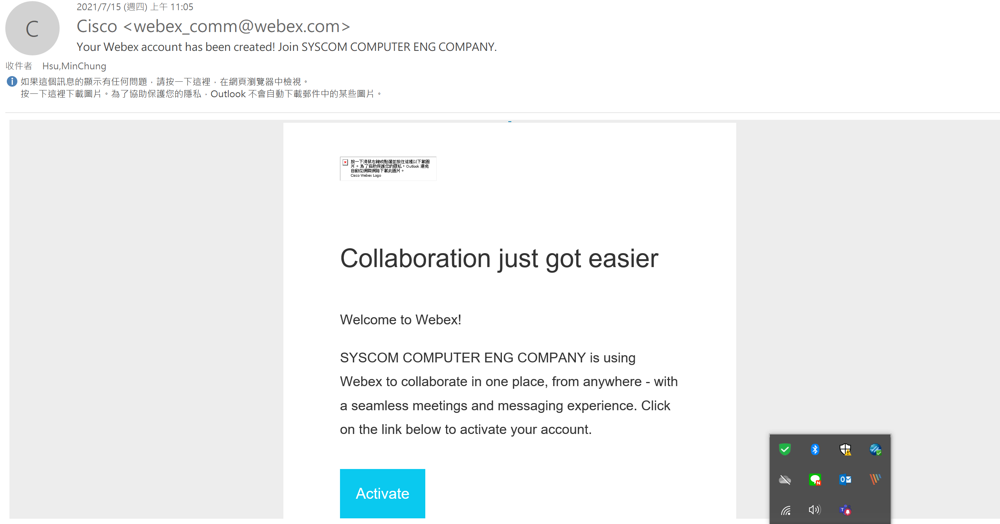 2021/7/15 (週四) 上午 11:05
C
Cisco <webex_comm@webex.com>
Your Webex account has been created! Join SYSCOM COMPUTER ENG COMPANY.
收件者 Hsu,MinChung
如果這個訊息的顯示有任何問題，請按一下這裡，在網頁瀏覽器中檢視。
按一下這裡下載圖片。為了協助保護您的隱私，Outlook 不會自動下載郵件中的某些圖片。
按一下滑鼠右鍵或點選並按住這裡以下載圖
片。為了協助保護您的隱私，Outlook 避免
自動從網際網路下載此圖片。
Cisco Webex Logo
Collaboration just got easier
Welcome to Webex!
SYSCOM COMPUTER ENG COMPANY is using
Webex to collaborate in one place, from anywhere - with
a seamless meetings and messaging experience. Click
on the link below to activate your account.
Activate